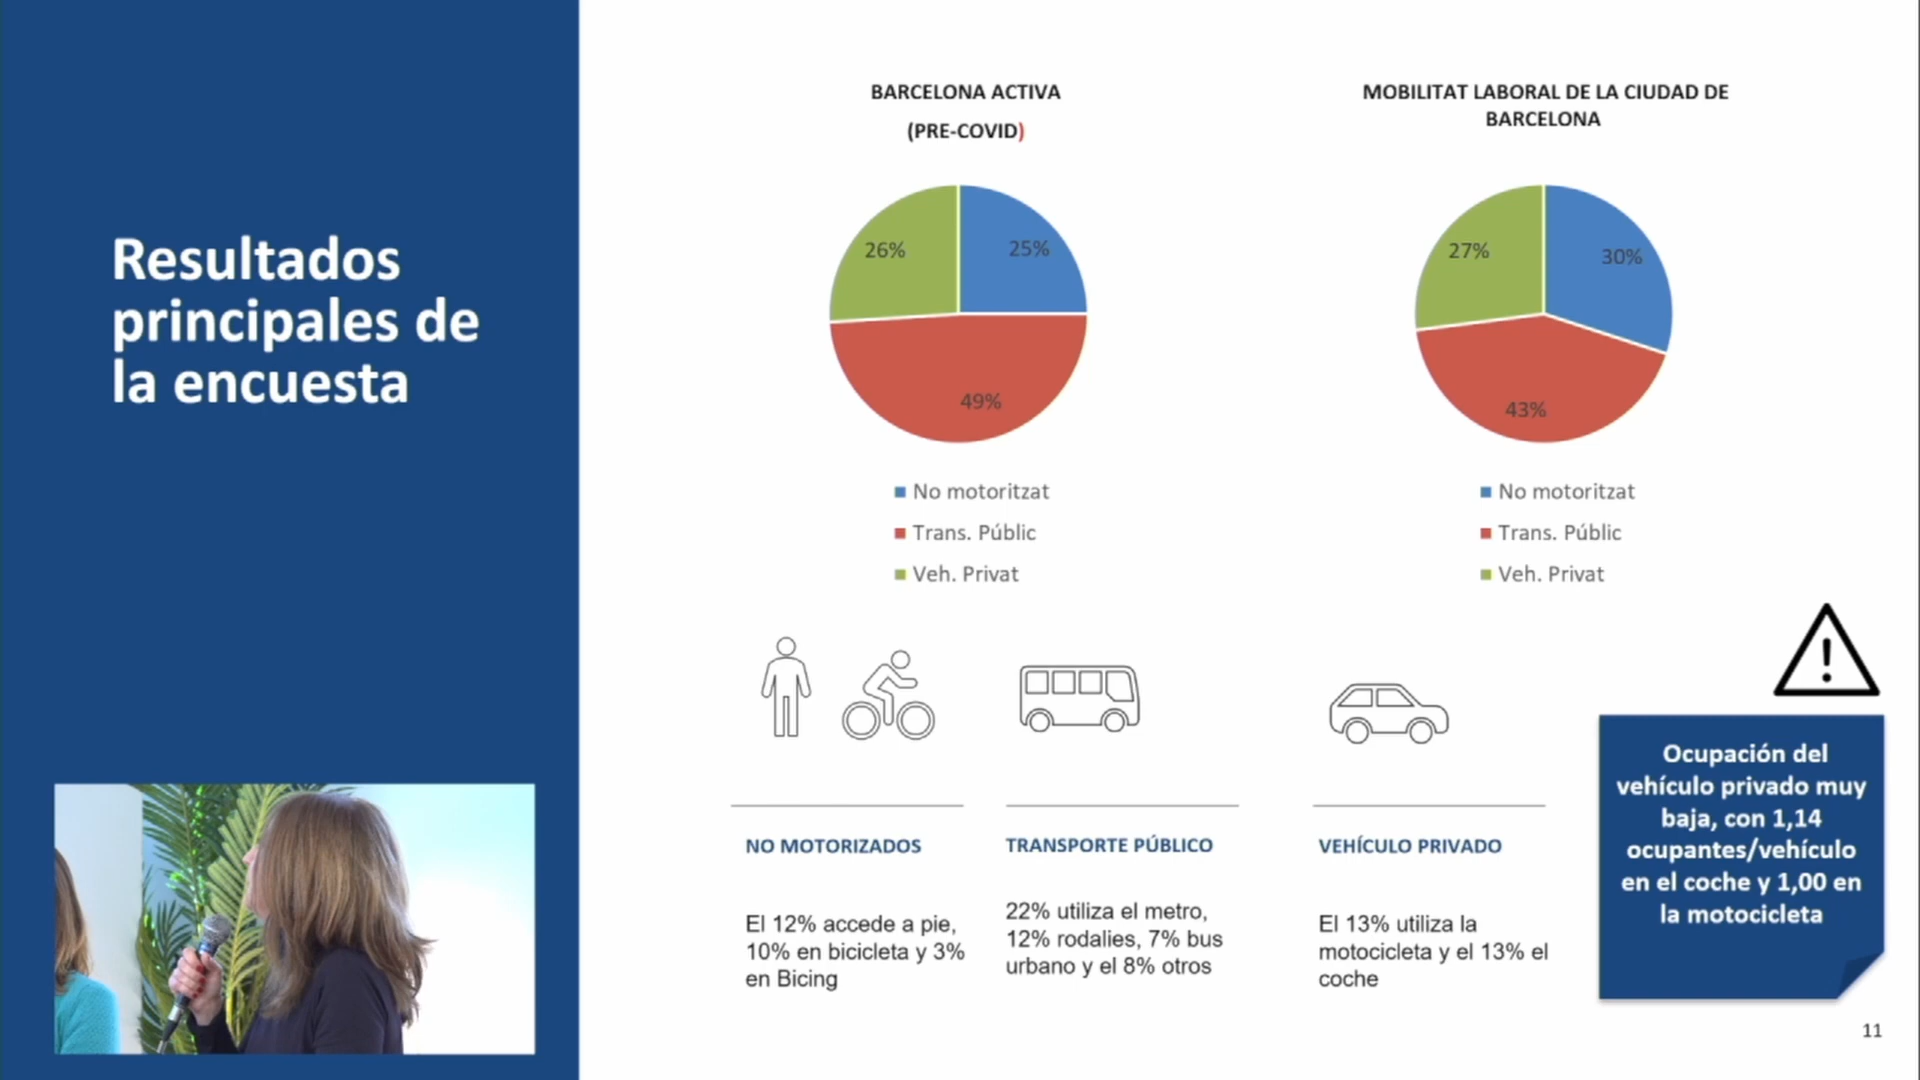 Resultados
principales de
la encuesta
BARCELONA ACTIVA
(PRE-COVID)
26%
25%
49%
No motoritzat
Trans. Públic
Veh. Privat
MOBILITAT LABORAL DE LA CIUDAD DE
BARCELONA
27%
30%
43%
No motoritzat
Trans. Públic
Veh. Privat
NO MOTORIZADOS
El 12% accede a pie,
10% en bicicleta y 3%
en Bicing
TRANSPORTE PÚBLICO
22% utiliza el metro,
12% rodalies, 7% bus
urbano y el 8% otros
VEHÍCULO PRIVADO
El 13% utiliza la
motocicleta y el 13% el
coche
!
Ocupación del
vehículo privado muy
baja, con 1,14
ocupantes/vehículo
en el coche y 1,00 en
la motocicleta
11